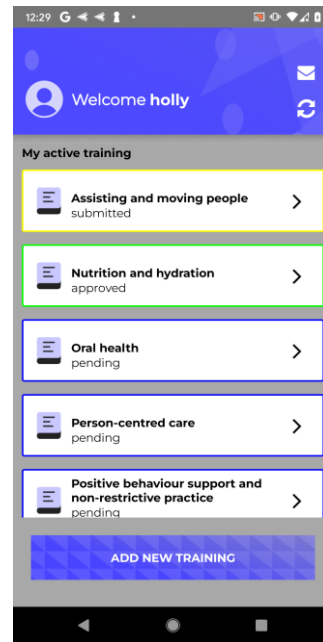 12:29 G
Welcome holly
My active training
Assisting and moving people
submitted
Nutrition and hydration
approved
Oral health
pending
Person-centred care
pending
Positive behaviour support and
non-restrictive practice
pending
ADD NEW TRAINING